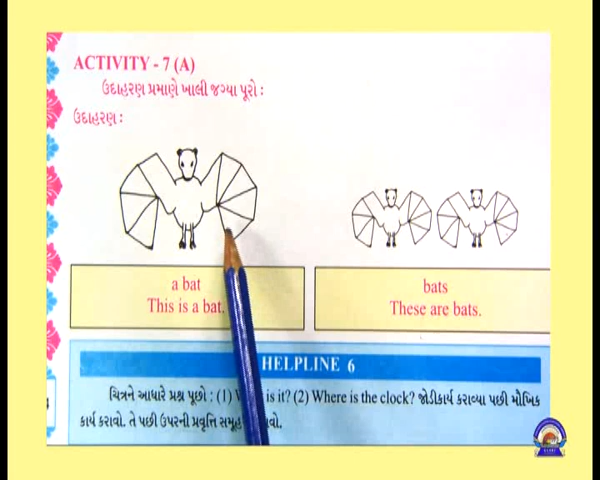 ACTIVITY - 7 (A)
ઉદાહરણ પ્રમાણે ખાલી જગ્યા પૂરો :
ઉદાહરણ :
a bat
This is a bat.
bats
These are bats.
HELPLINE 6
ચિત્રને આધારે પ્રશ્ન પૂછો : (1) is it? (2) Where is the clock? જોડીકાર્ય કરાવ્યા પછી મૌખિક
કાર્ય કરાવો. તે પછી ઉપરની પ્રવૃત્તિ